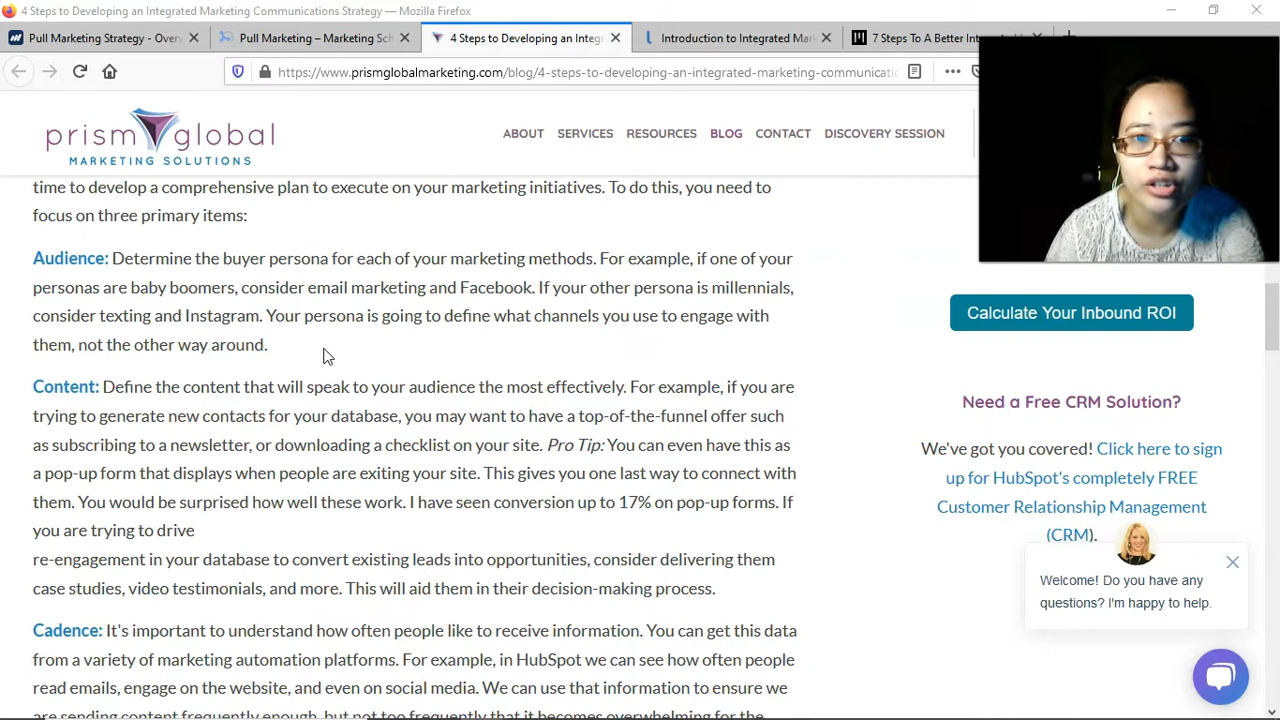 4 Steps to Developing an Integrated Marketing Communications Strategy — Mozilla Firefox
Pull Marketing Strategy - Over
Pull Marketing – Marketing Sch
4 Steps to Developing an Integ
Introduction to Integrated Mark
7 Steps To A Better Inte
https://www.prismglobalmarketing.com/blog/4-steps-to-developing-an-integrated-marketing-communicati
prism global
MARKETING SOLUTIONS
ABOUT SERVICES RESOURCES BLOG CONTACT DISCOVERY SESSION
time to develop a comprehensive plan to execute on your marketing initiatives. To do this, you need to
focus on three primary items:
Audience: Determine the buyer persona for each of your marketing methods. For example, if one of your
personas are baby boomers, consider email marketing and Facebook. If your other persona is millennials,
consider texting and Instagram. Your persona is going to define what channels you use to engage with
them, not the other way around.
Content: Define the content that will speak to your audience the most effectively. For example, if you are
trying to generate new contacts for your database, you may want to have a top-of-the-funnel offer such
as subscribing to a newsletter, or downloading a checklist on your site. Pro Tip: You can even have this as
a pop-up form that displays when people are exiting your site. This gives you one last way to connect with
them. You would be surprised how well these work. I have seen conversion up to 17% on pop-up forms. If
you are trying to drive
re-engagement in your database to convert existing leads into opportunities, consider delivering them
case studies, video testimonials, and more. This will aid them in their decision-making process.
Cadence: It's important to understand how often people like to receive information. You can get this data
from a variety of marketing automation platforms. For example, in HubSpot we can see how often people
read emails, engage on the website, and even on social media. We can use that information to ensure we
are sending content frequently enough, but not too frequently that it becomes overwhelming for the
Calculate Your Inbound ROI
Need a Free CRM Solution?
We've got you covered! Click here to sign
up for HubSpot's completely FREE
Customer Relationship Management
(CRM).
Welcome! Do you have any
questions? I'm happy to help.